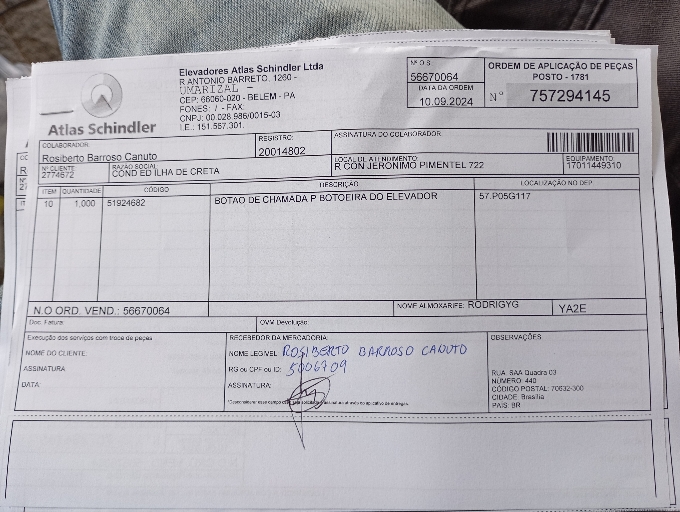 Elevadores Atlas Schindler Ltda
R ANTONIO BARRETO, 1260 -
UMARIZAL -
CEP: 66060-020 - BELEM - PA
FONES: / - FAX:
CNPJ: 00.028.986/0016-03
I.E.: 151.567.301.
Atlas Schindler
Nº O.S.
56670064
DATA DA ORDEM
10.09.2024
ORDEM DE APLICAÇÃO DE PEÇAS
POSTO - 1781
Nº 757294145
COLABORADOR:
Rosiberto Barroso Canuto
REGISTRO:
20014802
ASSINATURA DO COLABORADOR:
Nº CLIENTE:
2774672
RAZÃO SOCIAL:
COND ED ILHA DE CRETA
LOCAL DE ATENDIMENTO:
R CON JERONIMO PIMENTEL 722
EQUIPAMENTO:
17011449310
ITEM QUANTIDADE CÓDIGO DESCRIÇÃO LOCALIZAÇÃO NO DEP.
10 1,000 51924682 BOTAO DE CHAMADA P BOTOEIRA DO ELEVADOR 57.P05G117
N.O ORD. VEND.: 56670064
NOME ALMOXARIFE: RODRIGYG YA2E
Doc. Fatura: OVM Devolução:
Execução dos serviços com troca de peças
NOME DO CLIENTE:
ASSINATURA
DATA:
RECEBEDOR DA MERCADORIA:
NOME LEGÍVEL: ROSIBERTO BARROSO CANUTO
RG ou CPF ou ID: 5006709
ASSINATURA:
OBSERVAÇÕES:
RUA: SAA Quadra 03
NÚMERO: 440
CÓDIGO POSTAL: 70632-300
CIDADE: Brasília
PAÍS: BR